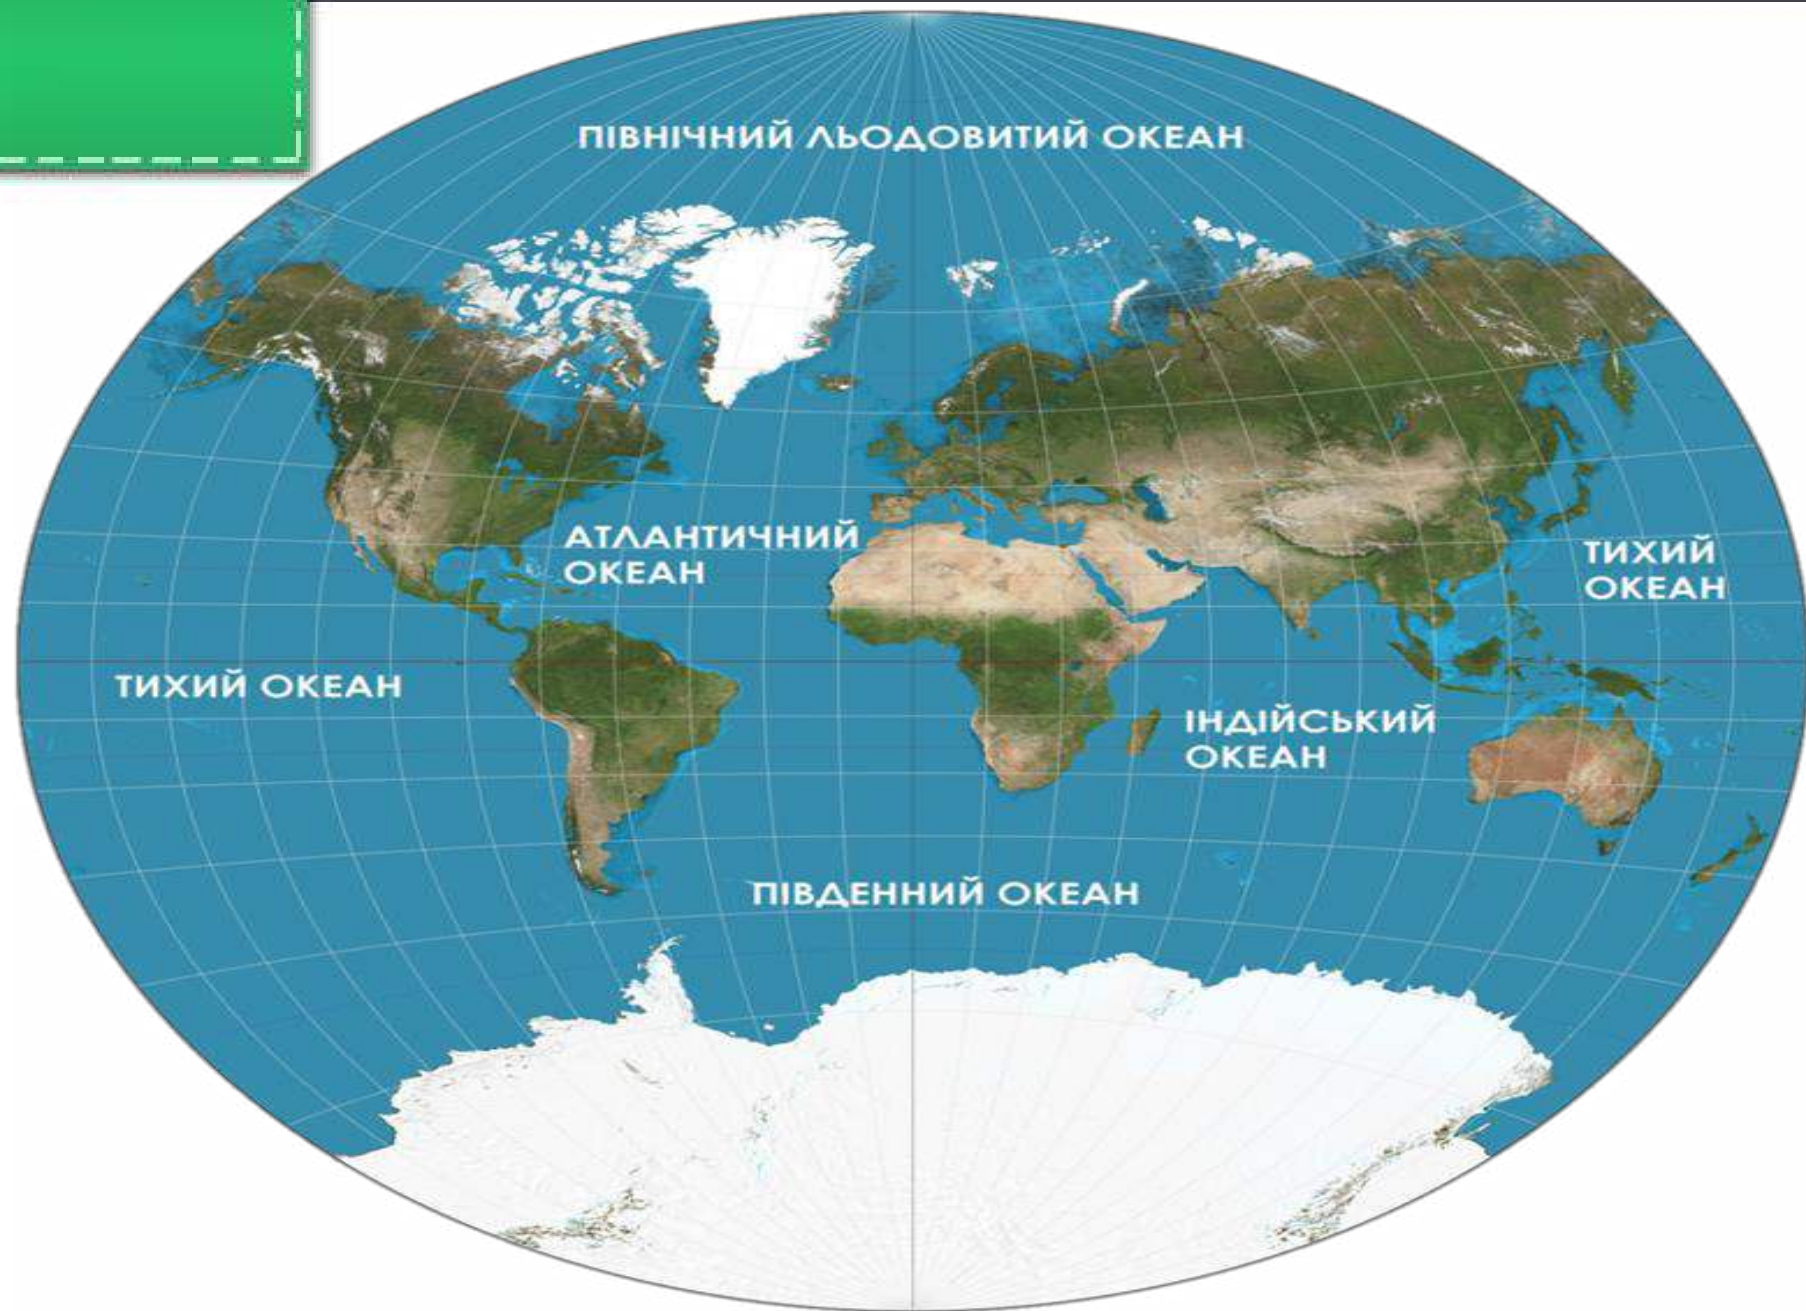 ПІВНІЧНИЙ ЛЬОДОВИТИЙ ОКЕАН
АТЛАНТИЧНИЙ
ОКЕАН
ТИХИЙ
ОКЕАН
ТИХИЙ ОКЕАН
ІНДІЙСЬКИЙ
ОКЕАН
ПІВДЕННИЙ ОКЕАН